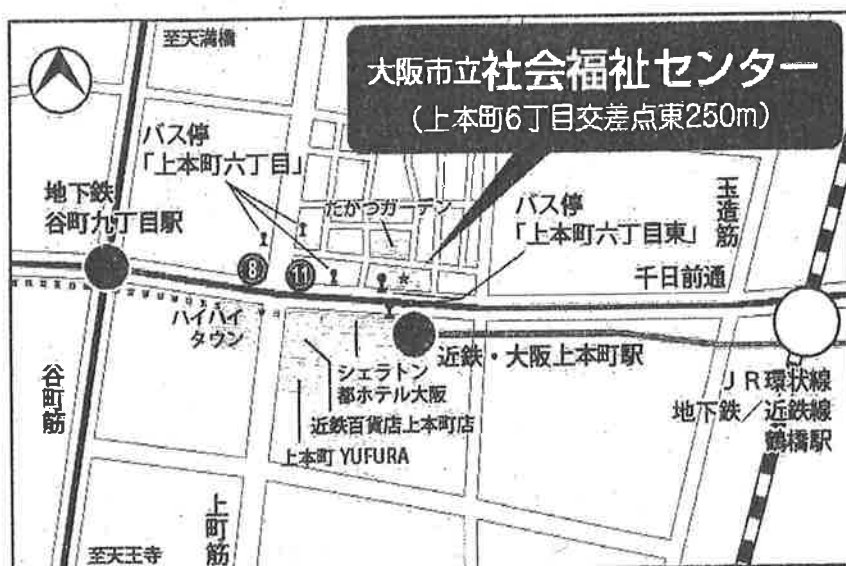 至天満橋
大阪市立社会福祉センター
(上本町6丁目交差点東250m)
バス停
「上本町六丁目」
地下鉄
谷町九丁目駅
たかつガーデン
バス停
「上本町六丁目東」
玉造筋
千日前通
⑧
⑪
ハイハイ
タウン
近鉄・大阪上本町駅
シェラトン
都ホテル大阪
近鉄百貨店上本町店
上本町 YUFURA
JR環状線
地下鉄/近鉄線
鶴橋駅
谷町筋
上町筋
至天王寺